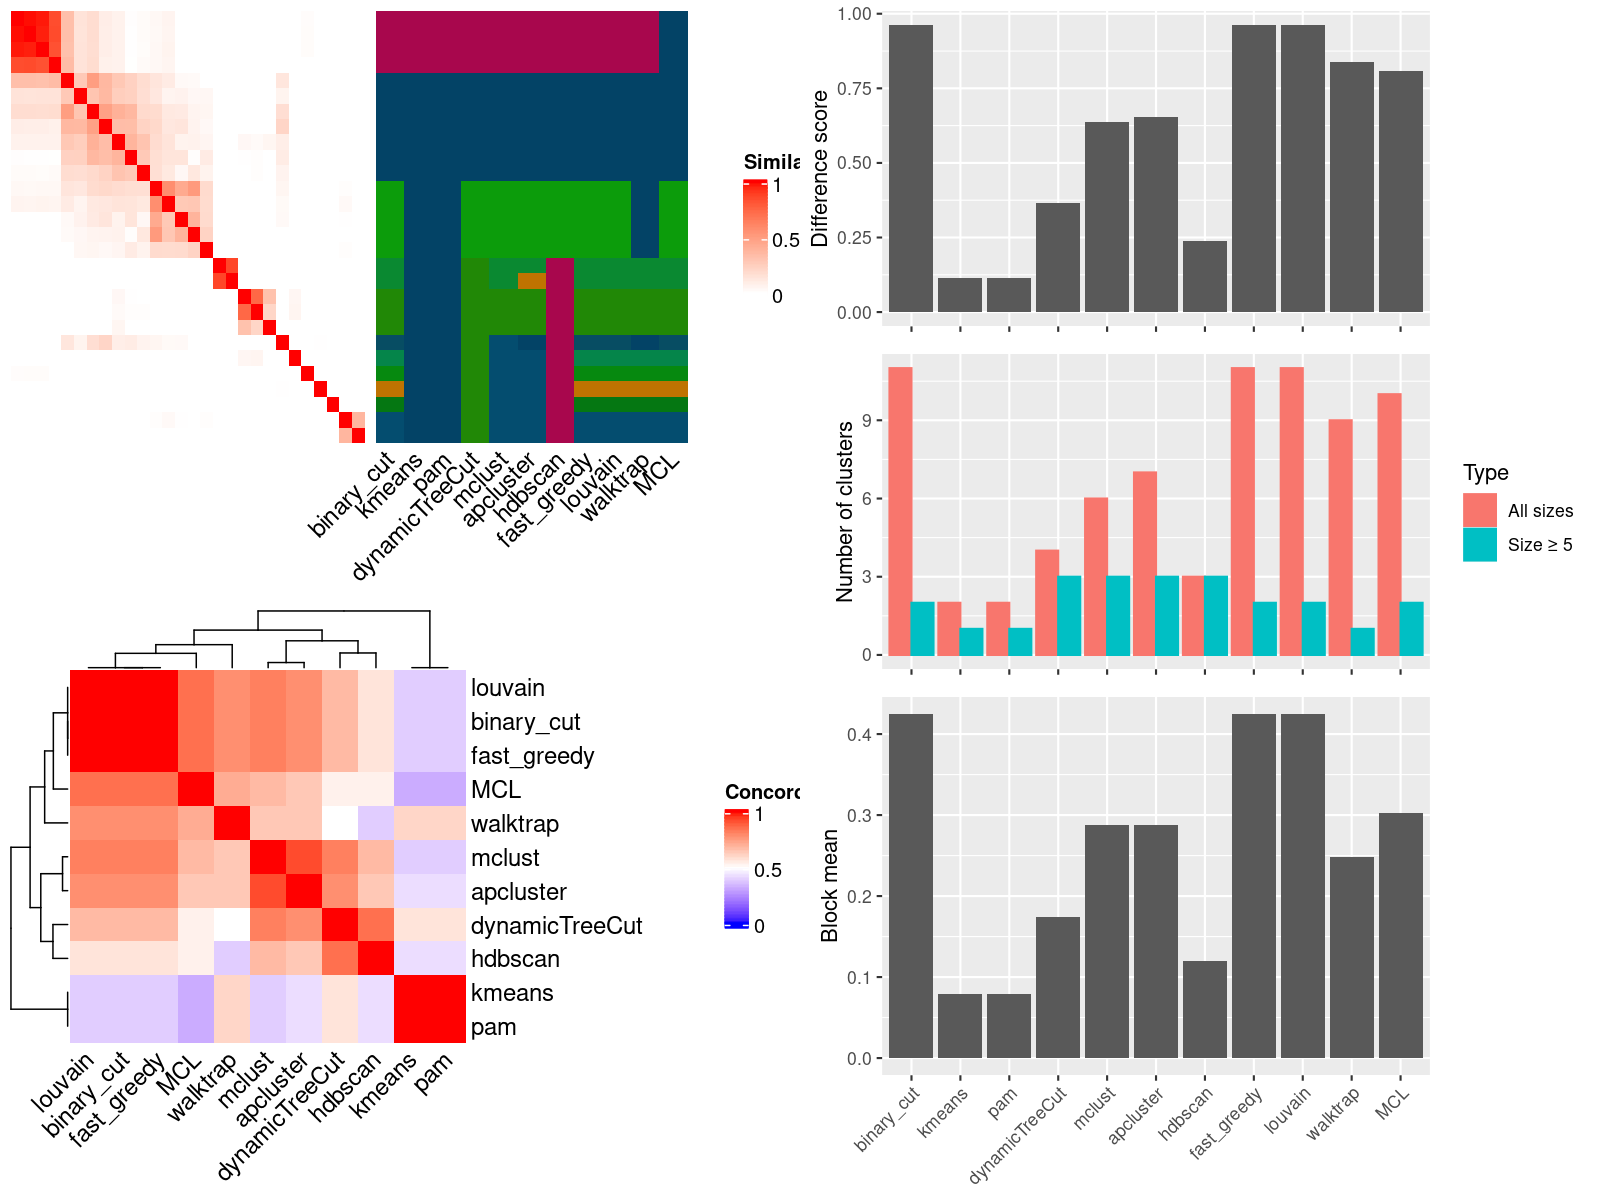 Simila
1
0.5
0
binary_cut
kmeans
pam
dynamicTreeCut
mclust
apcluster
hdbscan
fast_greedy
louvain
walktrap
MCL
Difference score
1.00
0.75
0.50
0.25
0.00
Number of clusters
9
6
3
0
Type
All sizes
Size ≥ 5
louvain
binary_cut
fast_greedy
MCL
walktrap
mclust
apcluster
dynamicTreeCut
hdbscan
kmeans
pam
louvain
binary_cut
fast_greedy
MCL
walktrap
mclust
apcluster
dynamicTreeCut
hdbscan
kmeans
pam
Concord
1
0.5
0
Block mean
0.4
0.3
0.2
0.1
0.0
binary_cut
kmeans
pam
dynamicTreeCut
mclust
apcluster
hdbscan
fast_greedy
louvain
walktrap
MCL